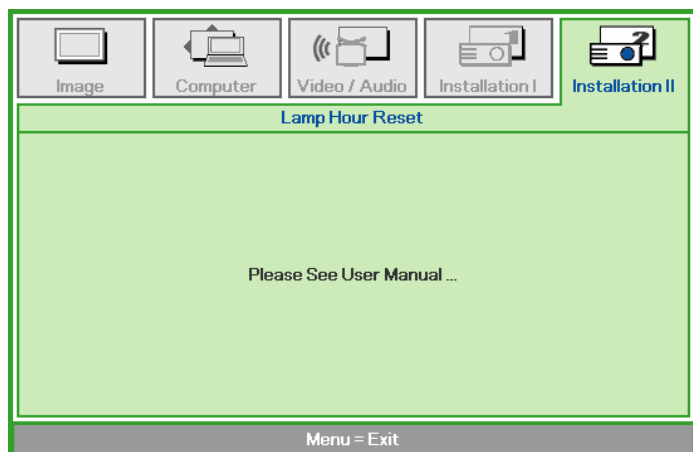 Image
Computer
Video / Audio
Installation I
Installation II
Lamp Hour Reset
Please See User Manual ...
Menu = Exit